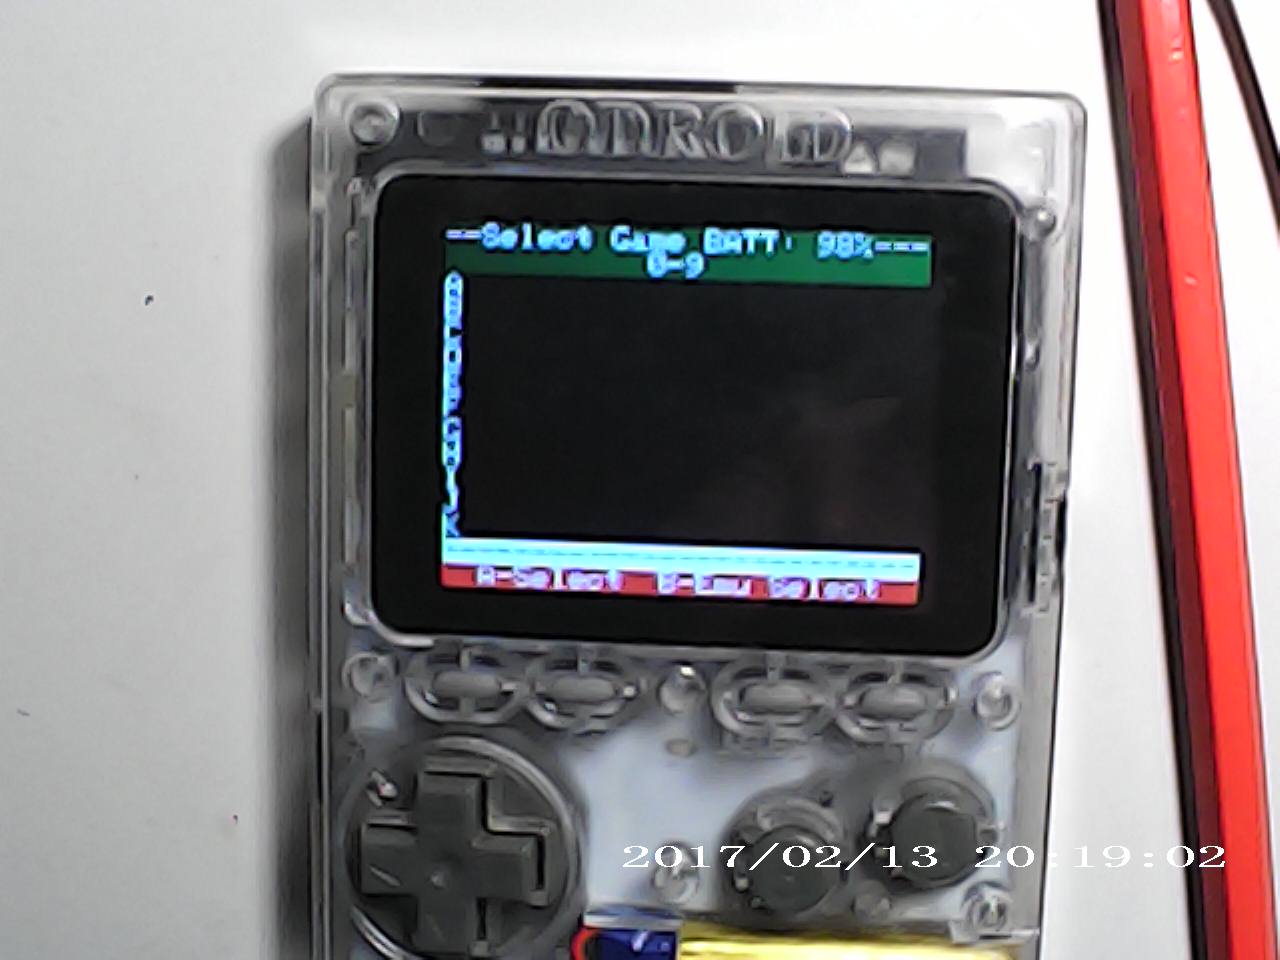 ODROID
--Select Game BATT: 98%---
0-9
A
B
C
D
E
F
G
H
I
J
K
A-Select B-Emu Select
2017/02/13 20:19:02